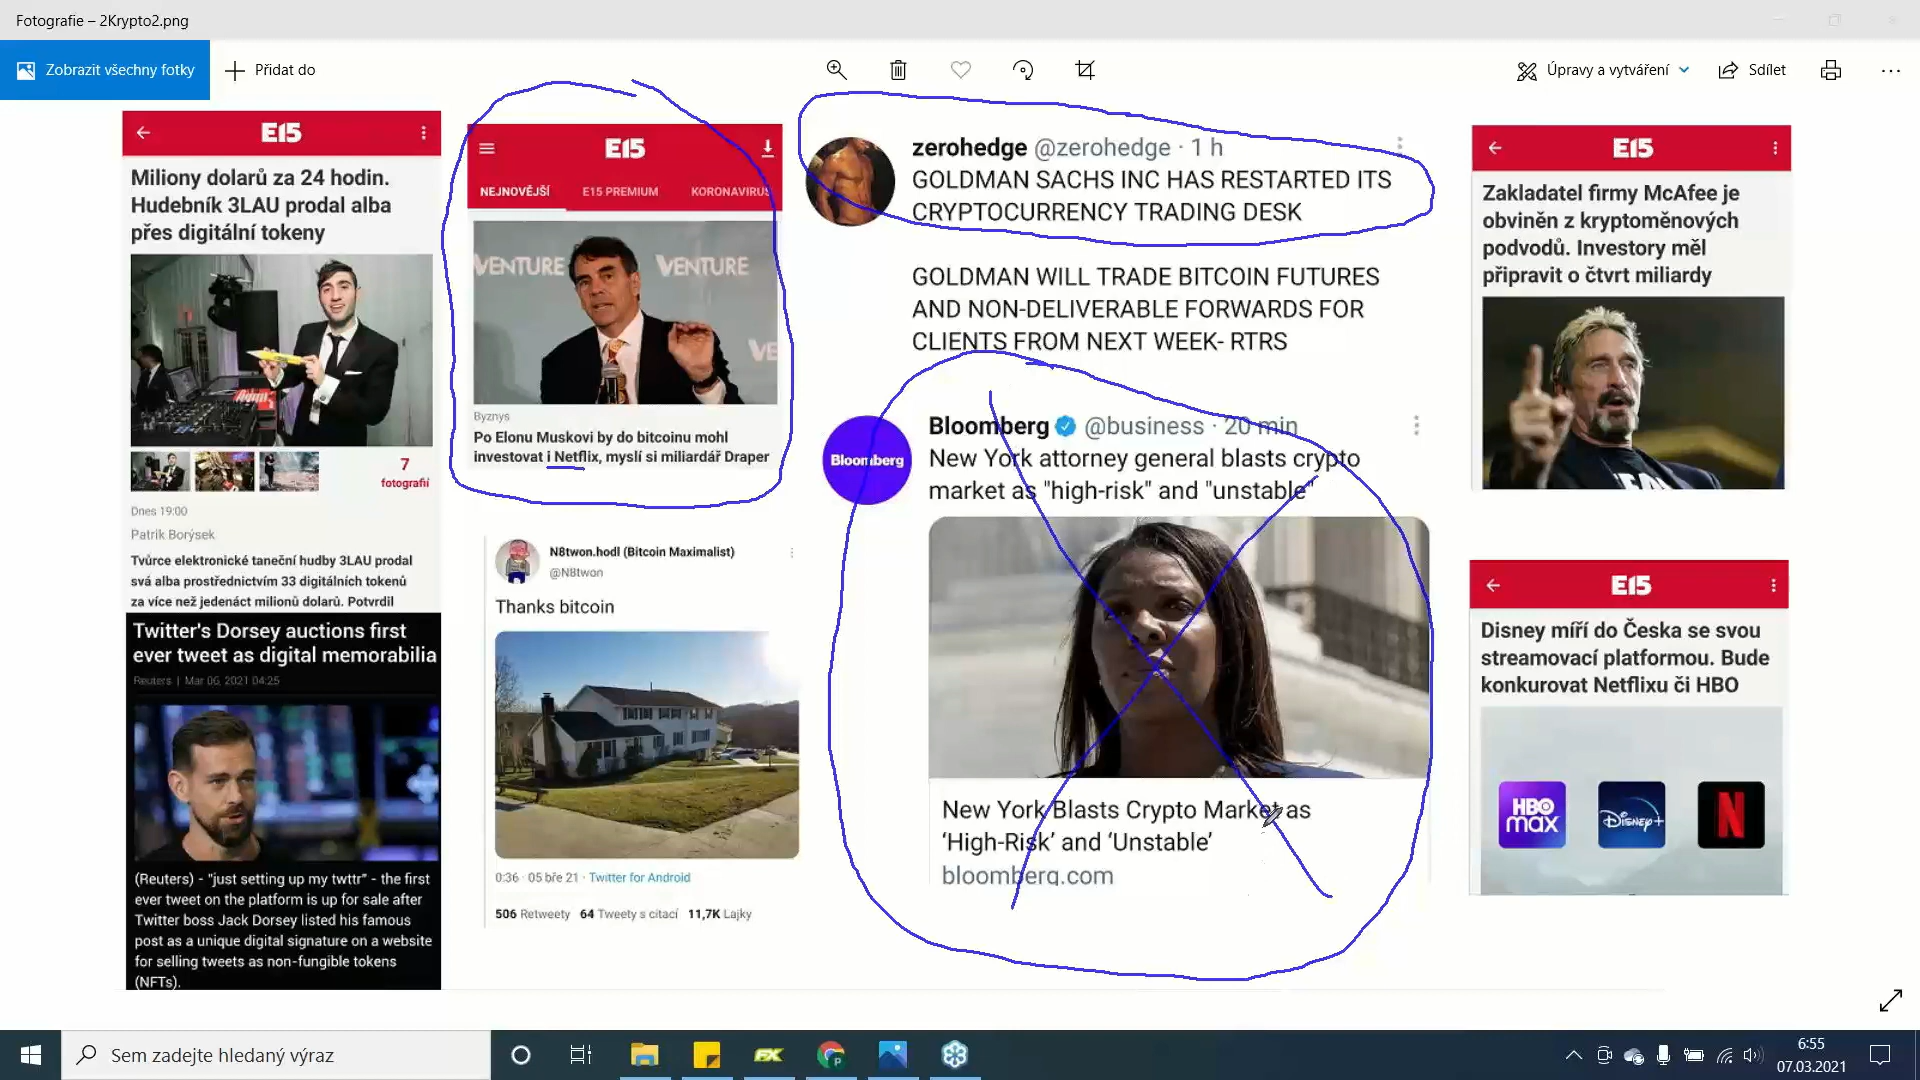 Fotografie – 2Krypto2.png
Zobrazit všechny fotky
Přidat do
Úpravy a vytváření
Sdílet
E15
Miliony dolarů za 24 hodin.
Hudebník 3LAU prodal alba
přes digitální tokeny
7
fotografií
Dnes 19:00
Patrik Borýsek
Tvůrce elektronické taneční hudby 3LAU prodal
svá alba prostřednictvím 33 digitálních tokenů
za více než jedenáct milionů dolarů. Potvrdil
Twitter's Dorsey auctions first
ever tweet as digital memorabilia
Reuters | Mar 06, 2021 04:25
(Reuters) - "just setting up my twttr" - the first
ever tweet on the platform is up for sale after
Twitter boss Jack Dorsey listed his famous
post as a unique digital signature on a website
for selling tweets as non-fungible tokens
(NFTs).
E15
NEJNOVĚJŠÍ E15 PREMIUM KORONAVIRUS
VENTURE VENTURE
VE
Byznys
Po Elonu Muskovi by do bitcoinu mohl
investovat i Netflix, myslí si miliardář Draper
N8twon.hodl (Bitcoin Maximalist)
@N8twon
Thanks bitcoin
0:36 · 05 bře 21 · Twitter for Android
506 Retweety 64 Tweety s citací 11,7K Lajky
zerohedge @zerohedge · 1 h
GOLDMAN SACHS INC HAS RESTARTED ITS
CRYPTOCURRENCY TRADING DESK
GOLDMAN WILL TRADE BITCOIN FUTURES
AND NON-DELIVERABLE FORWARDS FOR
CLIENTS FROM NEXT WEEK- RTRS
Bloomberg
Bloomberg @business · 20 min
New York attorney general blasts crypto
market as "high-risk" and "unstable"
New York Blasts Crypto Market as
‘High-Risk’ and ‘Unstable’
bloomberg.com
E15
Zakladatel firmy McAfee je
obviněn z kryptoměnových
podvodů. Investory měl
připravit o čtvrt miliardy
E15
Disney míří do Česka se svou
streamovací platformou. Bude
konkurovat Netflixu či HBO
HBO
max
Disney+
N
Sem zadejte hledaný výraz
FX
6:55
07.03.2021